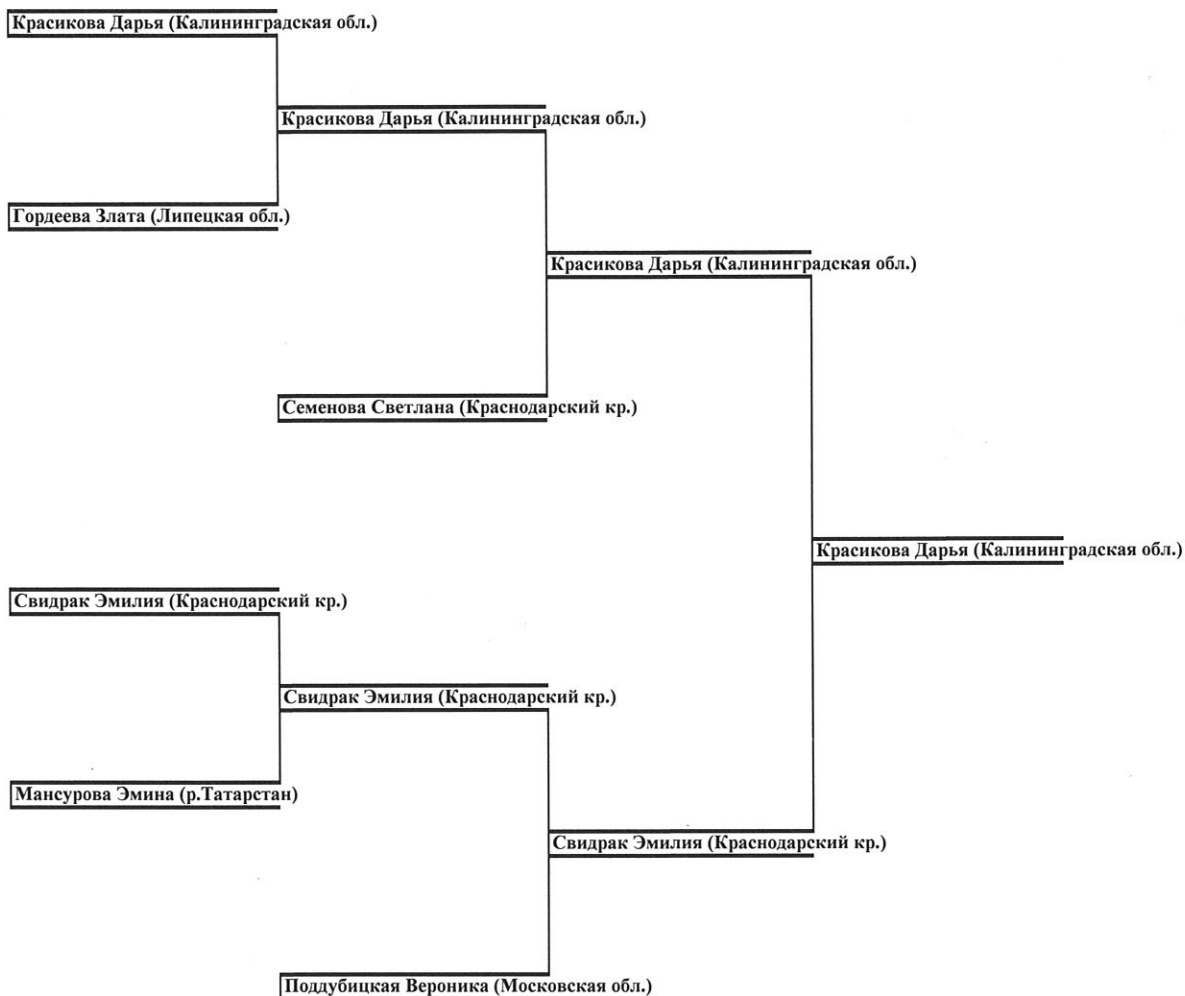 Красикова Дарья (Калининградская обл.)
Красикова Дарья (Калининградская обл.)
Гордеева Злата (Липецкая обл.)
Красикова Дарья (Калининградская обл.)
Семенова Светлана (Краснодарский кр.)
Красикова Дарья (Калининградская обл.)
Свидрак Эмилия (Краснодарский кр.)
Свидрак Эмилия (Краснодарский кр.)
Мансурова Эмина (р.Татарстан)
Свидрак Эмилия (Краснодарский кр.)
Поддубицкая Вероника (Московская обл.)